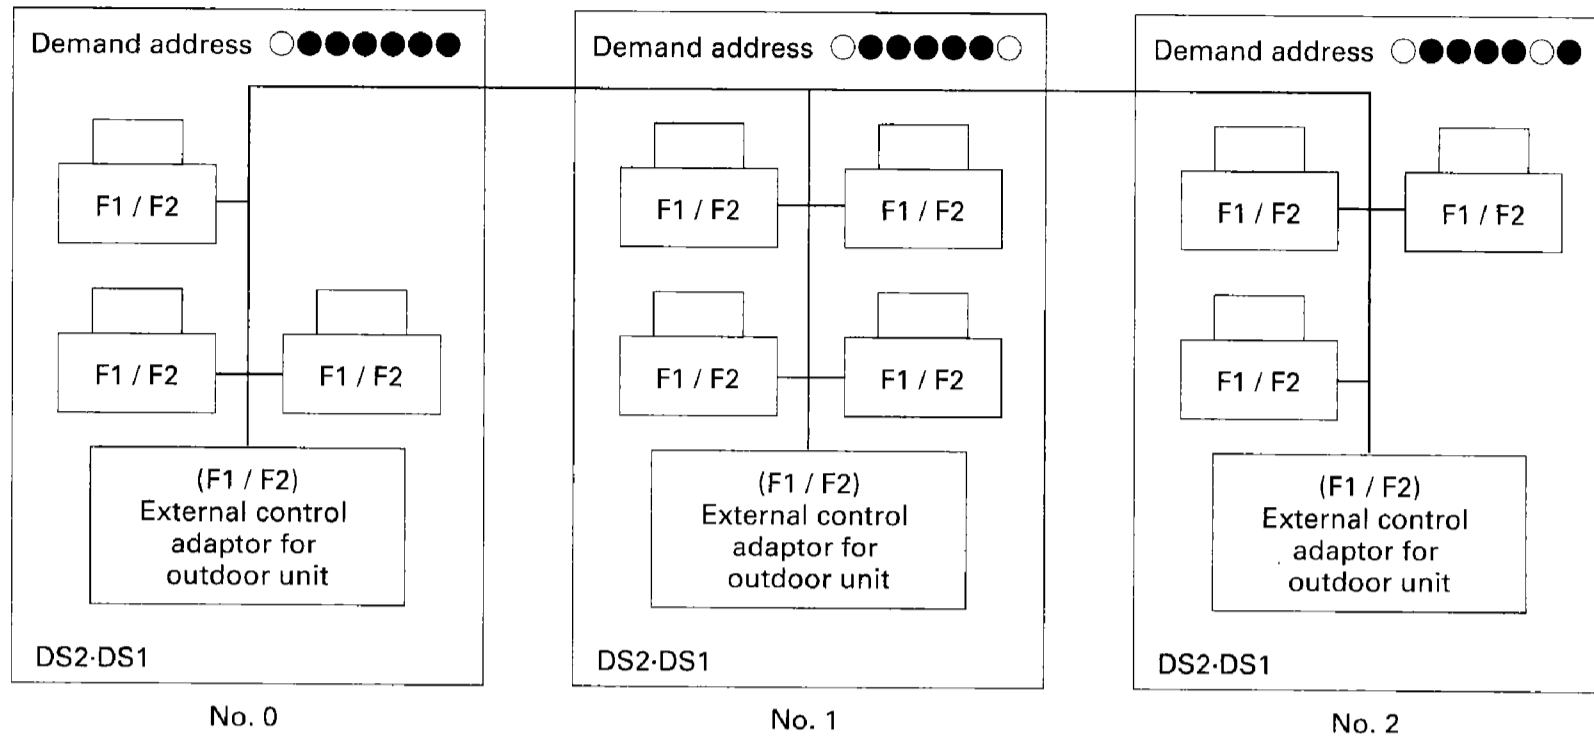 Demand address ○●●●●●●
F1 / F2
F1 / F2
F1 / F2
(F1 / F2)
External control
adaptor for
outdoor unit
DS2·DS1
No. 0
Demand address ○●●●●●○
F1 / F2
F1 / F2
F1 / F2
F1 / F2
(F1 / F2)
External control
adaptor for
outdoor unit
DS2·DS1
No. 1
Demand address ○●●●●○●
F1 / F2
F1 / F2
F1 / F2
(F1 / F2)
External control
adaptor for
outdoor unit
DS2·DS1
No. 2